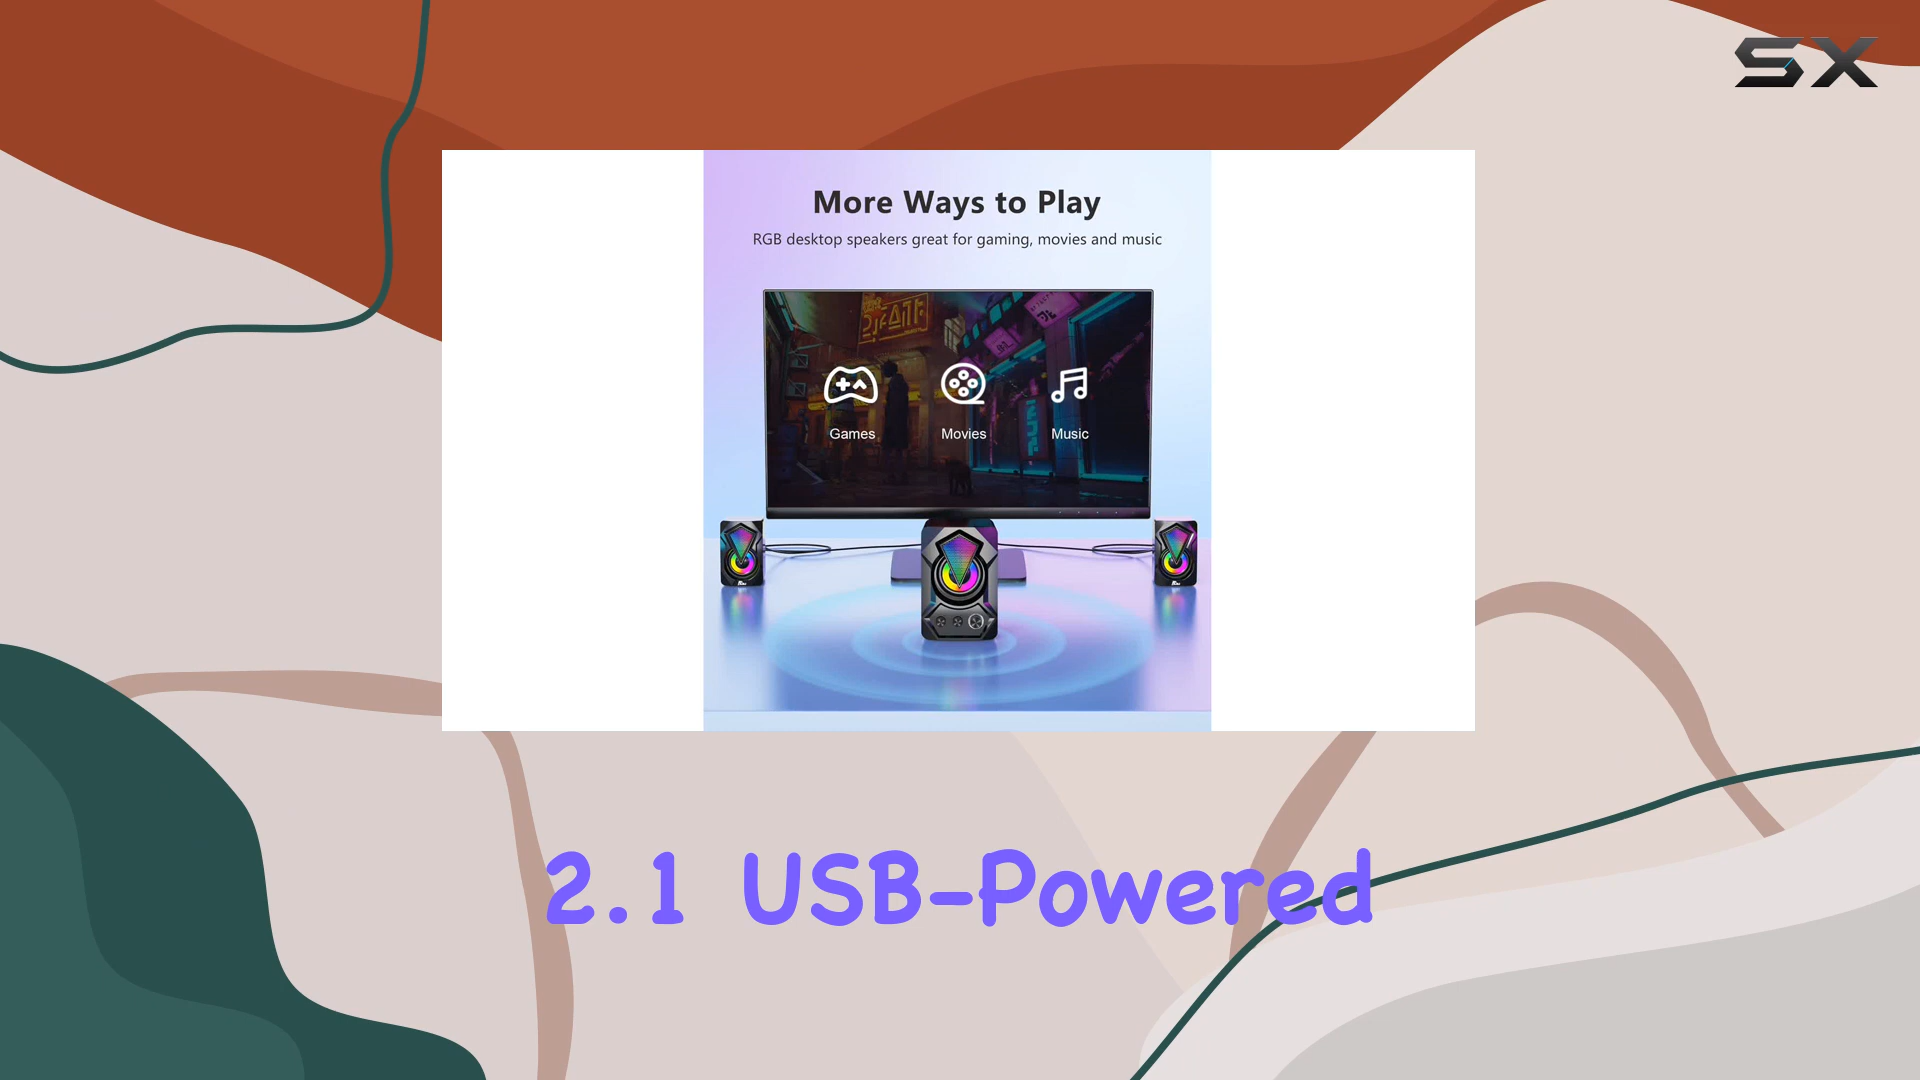 SX
More Ways to Play
RGB desktop speakers great for gaming, movies and music
Games Movies Music
2.1 USB-Powered